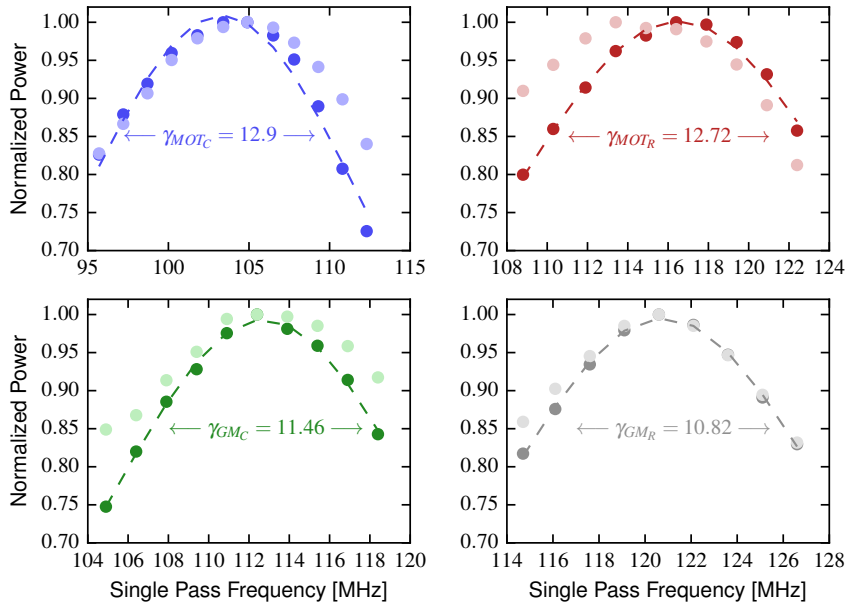 Normalized Power
1.00
0.95
0.90
0.85
0.80
0.75
0.70
γMOT_C = 12.9
95 100 105 110 115
1.00
0.95
0.90
0.85
0.80
0.75
0.70
γMOT_R = 12.72
108 110 112 114 116 118 120 122 124
Normalized Power
1.00
0.95
0.90
0.85
0.80
0.75
0.70
γGM_C = 11.46
104 106 108 110 112 114 116 118 120
Single Pass Frequency [MHz]
1.00
0.95
0.90
0.85
0.80
0.75
0.70
γGM_R = 10.82
114 116 118 120 122 124 126 128
Single Pass Frequency [MHz]